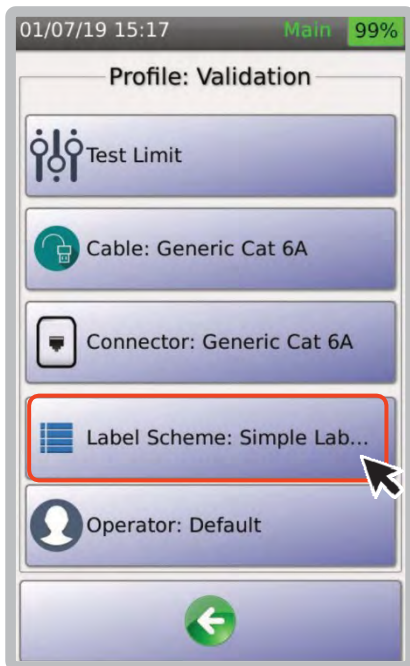 01/07/19 15:17 Main 99%
Profile: Validation
Test Limit
Cable: Generic Cat 6A
Connector: Generic Cat 6A
Label Scheme: Simple Lab...
Operator: Default